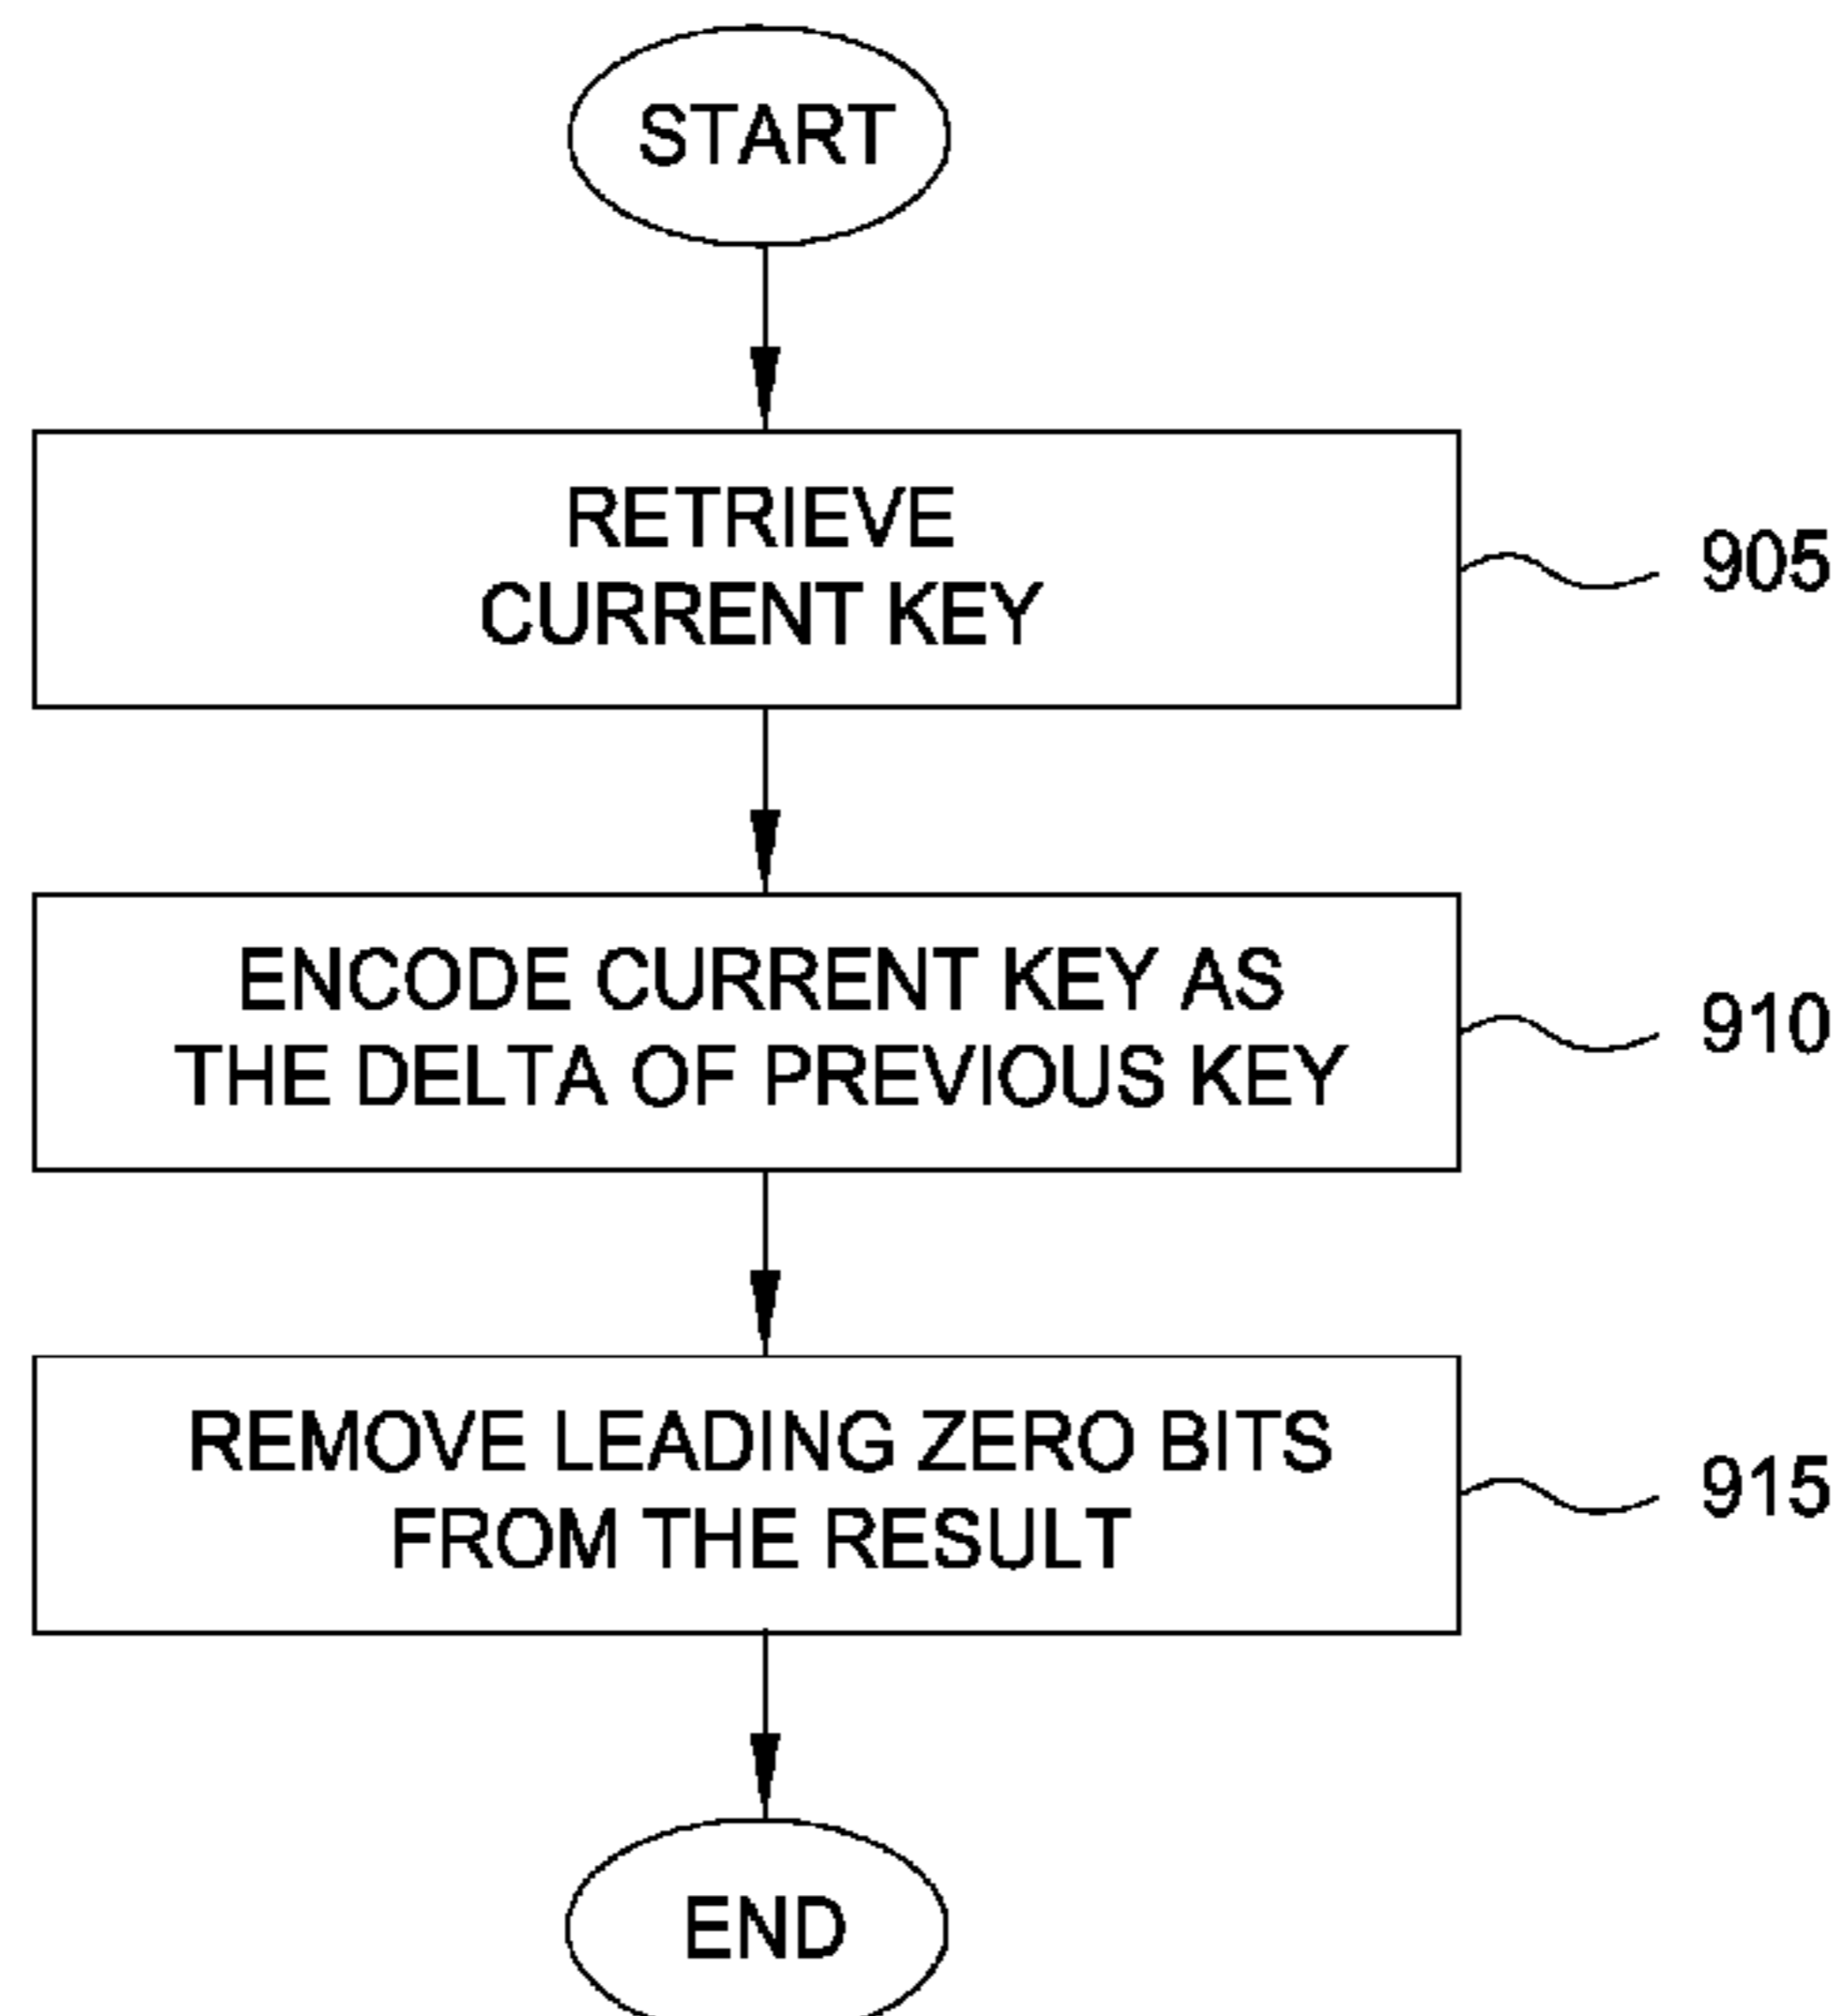 START
RETRIEVE
CURRENT KEY
905
ENCODE CURRENT KEY AS
THE DELTA OF PREVIOUS KEY
910
REMOVE LEADING ZERO BITS
FROM THE RESULT
915
END